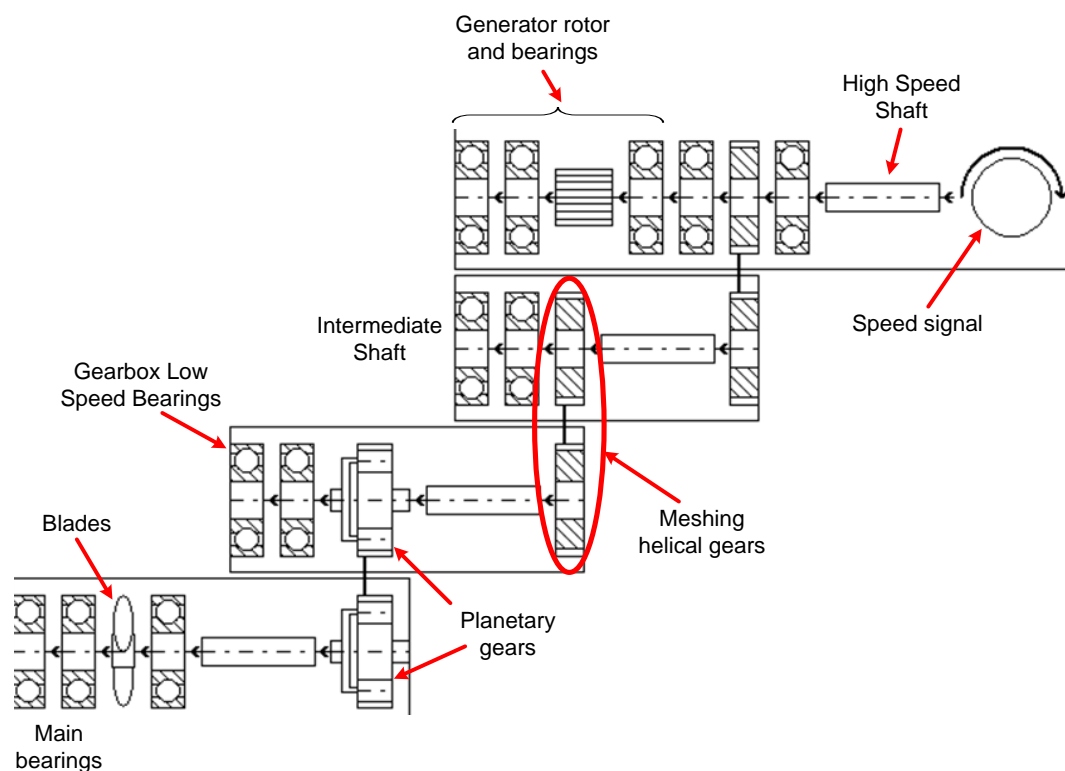 Generator rotor
and bearings
High Speed
Shaft
Speed signal
Intermediate
Shaft
Gearbox Low
Speed Bearings
Meshing
helical gears
Blades
Planetary
gears
Main
bearings